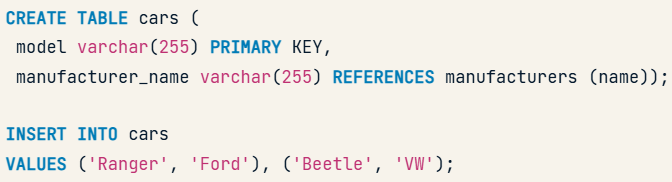 CREATE TABLE cars (
 model varchar(255) PRIMARY KEY,
 manufacturer_name varchar(255) REFERENCES manufacturers (name));

INSERT INTO cars
VALUES ('Ranger', 'Ford'), ('Beetle', 'VW');